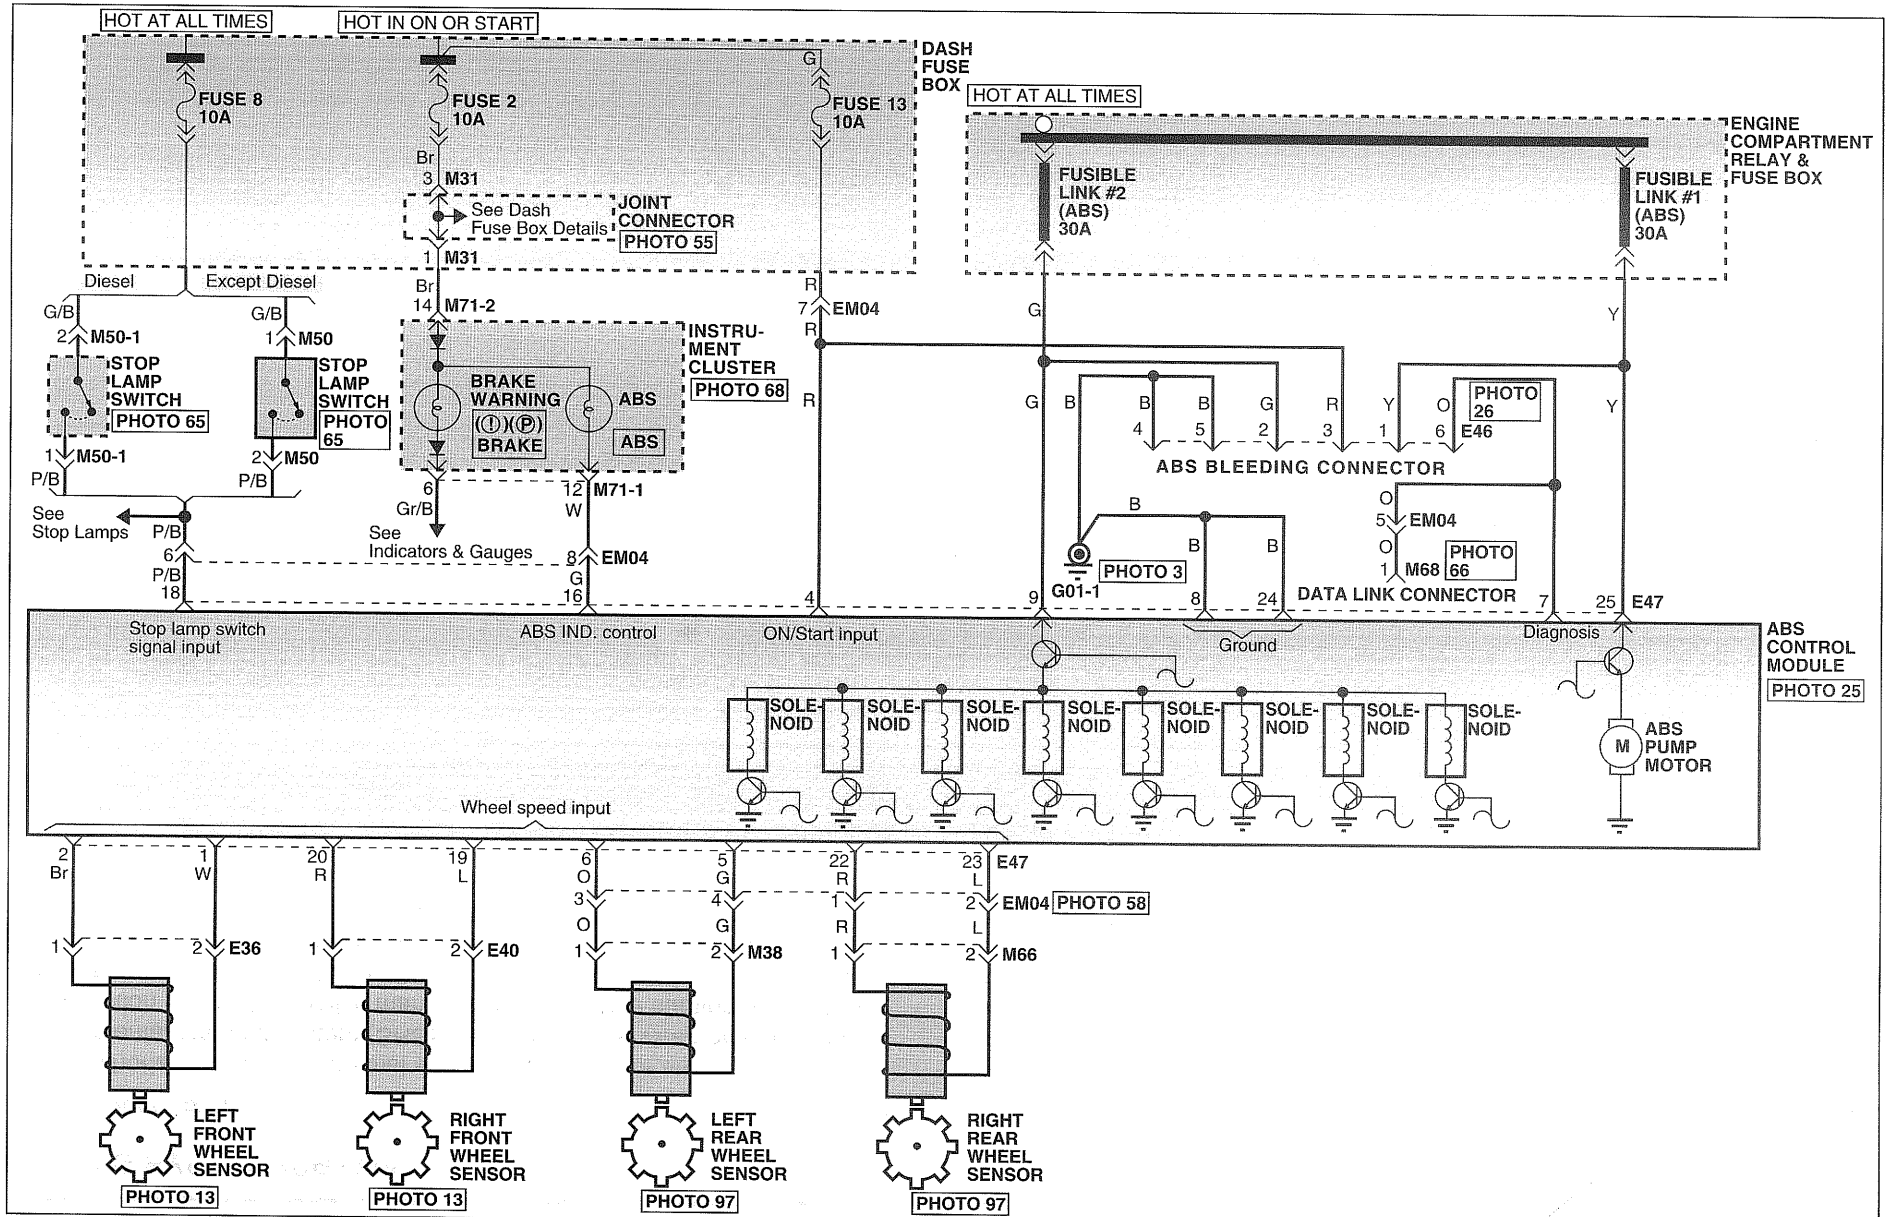 HOT AT ALL TIMES
HOT IN ON OR START
DASH
FUSE
BOX
FUSE 8
10A
FUSE 2
10A
G
FUSE 13
10A
HOT AT ALL TIMES
ENGINE
COMPARTMENT
RELAY &
FUSE BOX
FUSIBLE
LINK #2
(ABS)
30A
FUSIBLE
LINK #1
(ABS)
30A
Br
3 M31
See Dash
Fuse Box Details
JOINT
CONNECTOR
PHOTO 55
1 M31
Diesel
Except Diesel
G/B
2 M50-1
STOP
LAMP
SWITCH
PHOTO 65
1 M50-1
P/B
G/B
1 M50
STOP
LAMP
SWITCH
PHOTO
65
2 M50
P/B
Br
14 M71-2
INSTRU-
MENT
CLUSTER
PHOTO 68
BRAKE
WARNING
(!)(P)
BRAKE
ABS
ABS
6
12 M71-1
Gr/B
W
See
Indicators & Gauges
See
Stop Lamps
P/B
6
8 EM04
P/B
G
18
16
R
7 EM04
R
R
4
G
G
9
B
B
4
B
5
G
2
R
3
Y
1
O
6 E46
PHOTO
26
Y
Y
ABS BLEEDING CONNECTOR
B
B
B
G01-1
PHOTO 3
8
24
O
5 EM04
O
1 M68
PHOTO
66
DATA LINK CONNECTOR
7
25 E47
Stop lamp switch
signal input
ABS IND. control
ON/Start input
Ground
Diagnosis
ABS
CONTROL
MODULE
PHOTO 25
SOLE-
NOID
SOLE-
NOID
SOLE-
NOID
SOLE-
NOID
SOLE-
NOID
SOLE-
NOID
SOLE-
NOID
SOLE-
NOID
M
ABS
PUMP
MOTOR
Wheel speed input
2
Br
1
W
20
R
19
L
6
O
5
G
22
R
23 E47
L
3
4
1
2 EM04 PHOTO 58
O
G
R
L
1
2 E36
1
2 E40
1
2 M38
1
2 M66
LEFT
FRONT
WHEEL
SENSOR
PHOTO 13
RIGHT
FRONT
WHEEL
SENSOR
PHOTO 13
LEFT
REAR
WHEEL
SENSOR
PHOTO 97
RIGHT
REAR
WHEEL
SENSOR
PHOTO 97